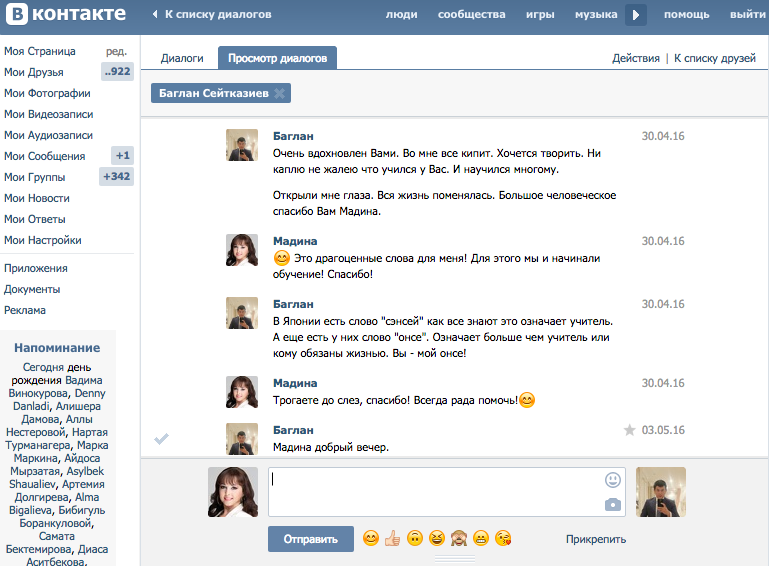 В контакте
К списку диалогов
люди сообщества игры музыка помощь выйти
Моя Страница ред.
Мои Друзья ..922
Мои Фотографии
Мои Видеозаписи
Мои Аудиозаписи
Мои Сообщения +1
Мои Группы +342
Мои Новости
Мои Ответы
Мои Настройки
Приложения
Документы
Реклама
Напоминание
Сегодня день
рождения Вадима
Винокурова, Denny
Danladi, Алишера
Дамова, Аллы
Нестеровой, Нартая
Турманагера, Марка
Маркина, Айдоса
Мырзатая, Asylbek
Shaualiev, Артемия
Долгирева, Alma
Bigalieva, Бибигуль
Боранкуловой,
Самата
Бектемирова, Диаса
Аситбекова,
Диалоги Просмотр диалогов Действия | К списку друзей
Баглан Сейтказиев
Баглан 30.04.16
Очень вдохновлен Вами. Во мне все кипит. Хочется творить. Ни
каплю не жалею что учился у Вас. И научился многому.
Открыли мне глаза. Вся жизнь поменялась. Большое человеческое
спасибо Вам Мадина.
Мадина 30.04.16
😊 Это драгоценные слова для меня! Для этого мы и начинали
обучение! Спасибо!
Баглан 30.04.16
В Японии есть слово "сэнсей" как все знают это означает учитель.
А еще есть у них слово "онсе". Означает больше чем учитель или
кому обязаны жизнью. Вы - мой онсе!
Мадина 30.04.16
Трогаете до слез, спасибо! Всегда рада помочь!😊
Баглан 03.05.16
Мадина добрый вечер.
Отправить Прикрепить